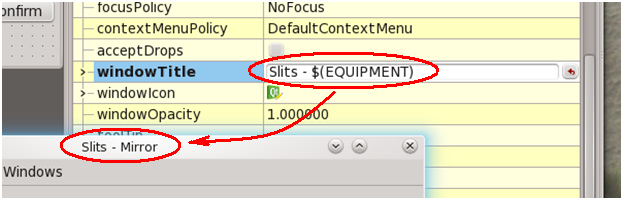 onfirm
focusPolicy NoFocus
contextMenuPolicy DefaultContextMenu
acceptDrops
windowTitle Slits - $(EQUIPMENT)
windowIcon
windowOpacity 1.000000
Slits - Mirror
Windows